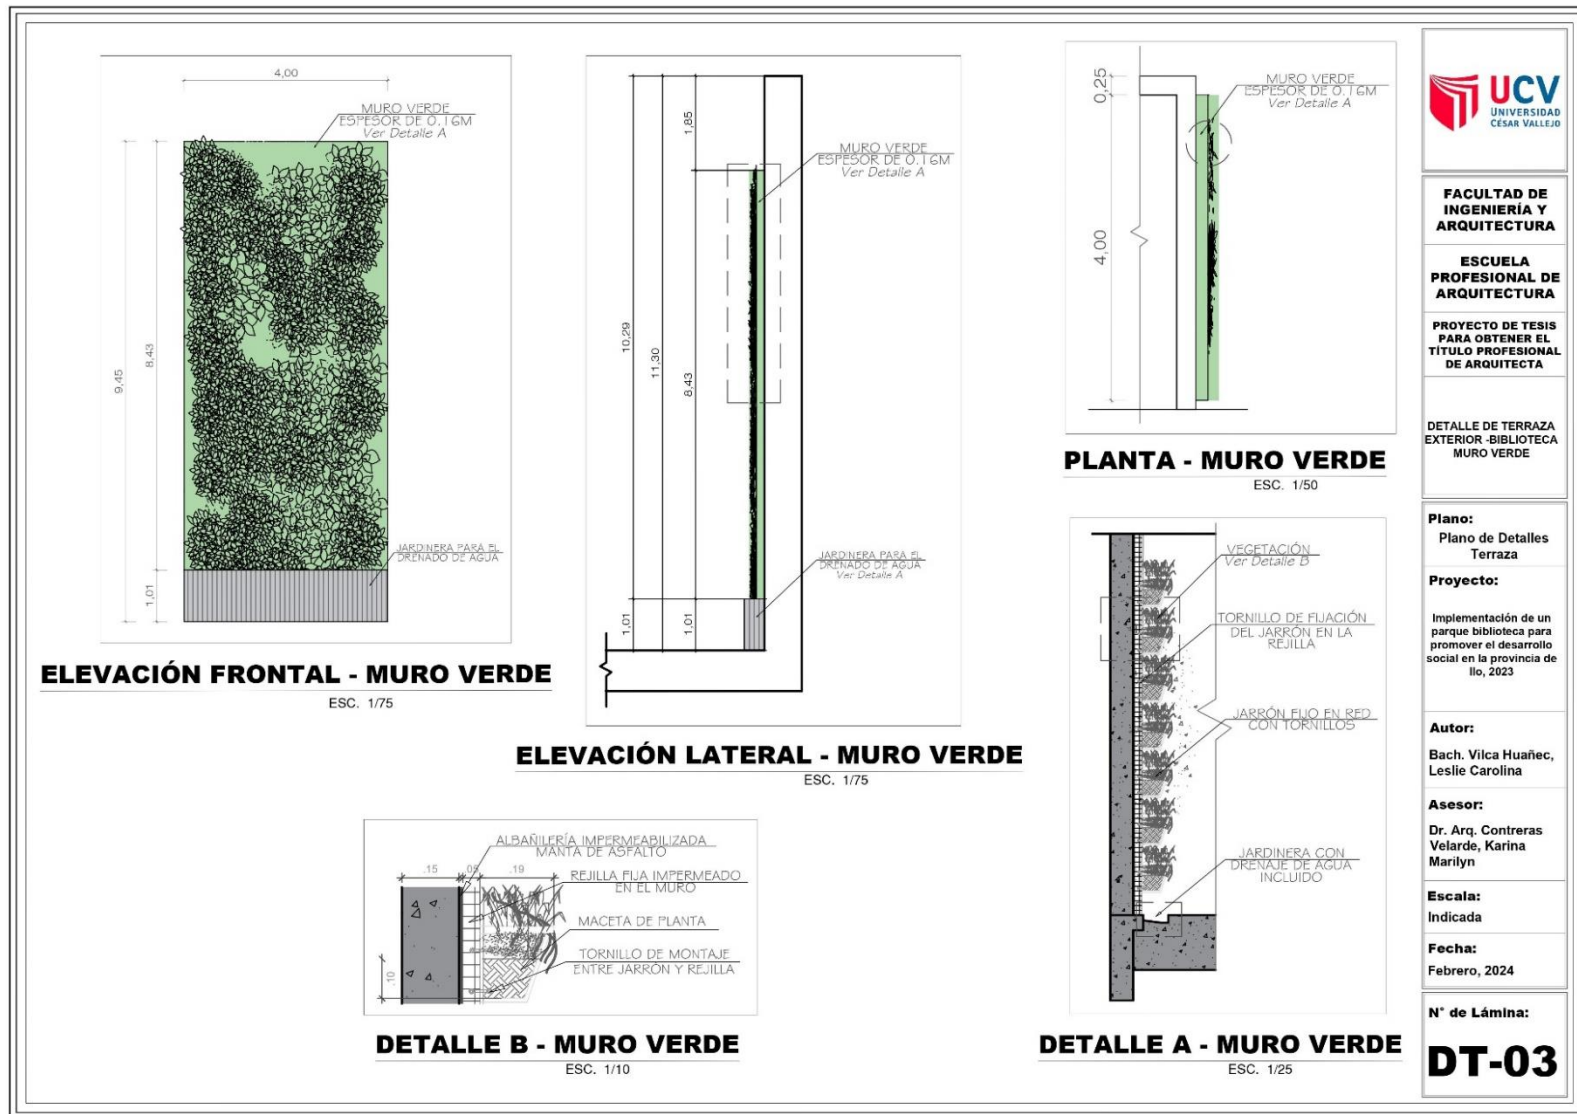 4,00
MURO VERDE
ESPESOR DE 0.16M
Ver Detalle A
9,45
8,43
1,01
JARDINERA PARA EL
DRENADO DE AGUA
ELEVACIÓN FRONTAL - MURO VERDE
ESC. 1/75
1,85
10,29
11,30
8,43
1,01
1,01
MURO VERDE
ESPESOR DE 0.16M
Ver Detalle A
JARDINERA PARA EL
DRENADO DE AGUA
Ver Detalle A
ELEVACIÓN LATERAL - MURO VERDE
ESC. 1/75
0,25
4,00
MURO VERDE
ESPESOR DE 0.16M
Ver Detalle A
PLANTA - MURO VERDE
ESC. 1/50
VEGETACIÓN
Ver Detalle B
TORNILLO DE FIJACIÓN
DEL JARRÓN EN LA
REJILLA
JARRÓN FIJO EN RED
CON TORNILLOS
JARDINERA CON
DRENAJE DE AGUA
INCLUIDO
DETALLE A - MURO VERDE
ESC. 1/25
ALBAÑILERÍA IMPERMEABILIZADA
MANTA DE ASFALTO
.15
.05
.19
REJILLA FIJA IMPERMEADO
EN EL MURO
MACETA DE PLANTA
TORNILLO DE MONTAJE
ENTRE JARRÓN Y REJILLA
.10
DETALLE B - MURO VERDE
ESC. 1/10
UCV
UNIVERSIDAD
CÉSAR VALLEJO
FACULTAD DE
INGENIERÍA Y
ARQUITECTURA
ESCUELA
PROFESIONAL DE
ARQUITECTURA
PROYECTO DE TESIS
PARA OBTENER EL
TÍTULO PROFESIONAL
DE ARQUITECTA
DETALLE DE TERRAZA
EXTERIOR -BIBLIOTECA
MURO VERDE
Plano:
Plano de Detalles
Terraza
Proyecto:
Implementación de un
parque biblioteca para
promover el desarrollo
social en la provincia de
Ilo, 2023
Autor:
Bach. Vilca Huañec,
Leslie Carolina
Asesor:
Dr. Arq. Contreras
Velarde, Karina
Marilyn
Escala:
Indicada
Fecha:
Febrero, 2024
N° de Lámina:
DT-03